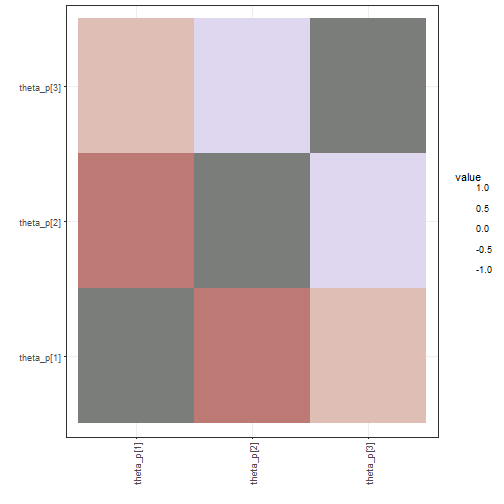 theta_p[3]
theta_p[2]
theta_p[1]
theta_p[1]
theta_p[2]
theta_p[3]
value
1.0
0.5
0.0
-0.5
-1.0